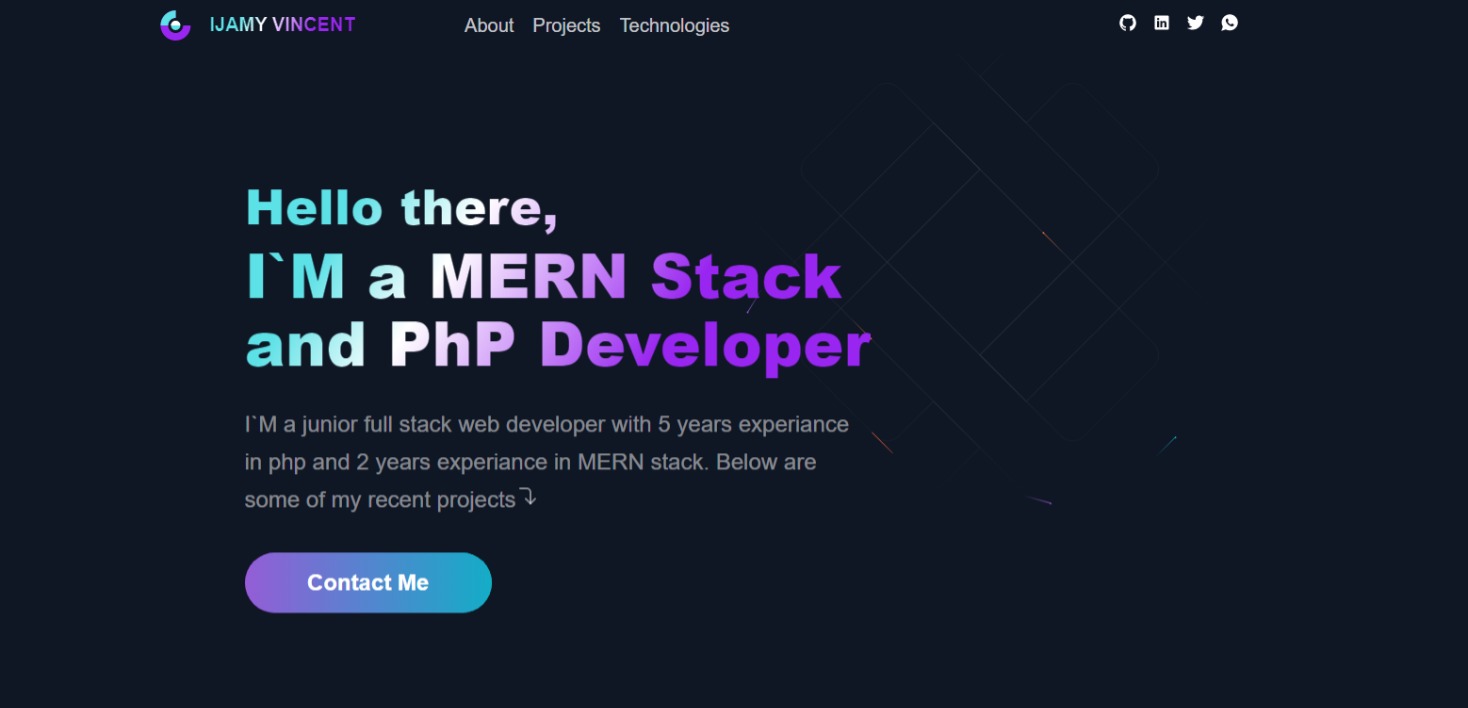 IJAMY VINCENT
About Projects Technologies
Hello there,
I`M a MERN Stack
and PhP Developer
I`M a junior full stack web developer with 5 years experiance
in php and 2 years experiance in MERN stack. Below are
some of my recent projects⤵
Contact Me